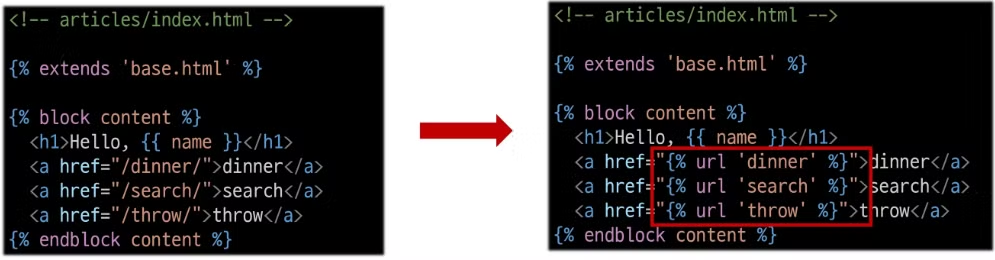 <!-- articles/index.html -->
{% extends 'base.html' %}
{% block content %}
<h1>Hello, {{ name }}</h1>
<a href="/dinner/">dinner</a>
<a href="/search/">search</a>
<a href="/throw/">throw</a>
{% endblock content %}
<!-- articles/index.html -->
{% extends 'base.html' %}
{% block content %}
<h1>Hello, {{ name }}</h1>
<a href="{% url 'dinner' %}">dinner</a>
<a href="{% url 'search' %}">search</a>
<a href="{% url 'throw' %}">throw</a>
{% endblock content %}